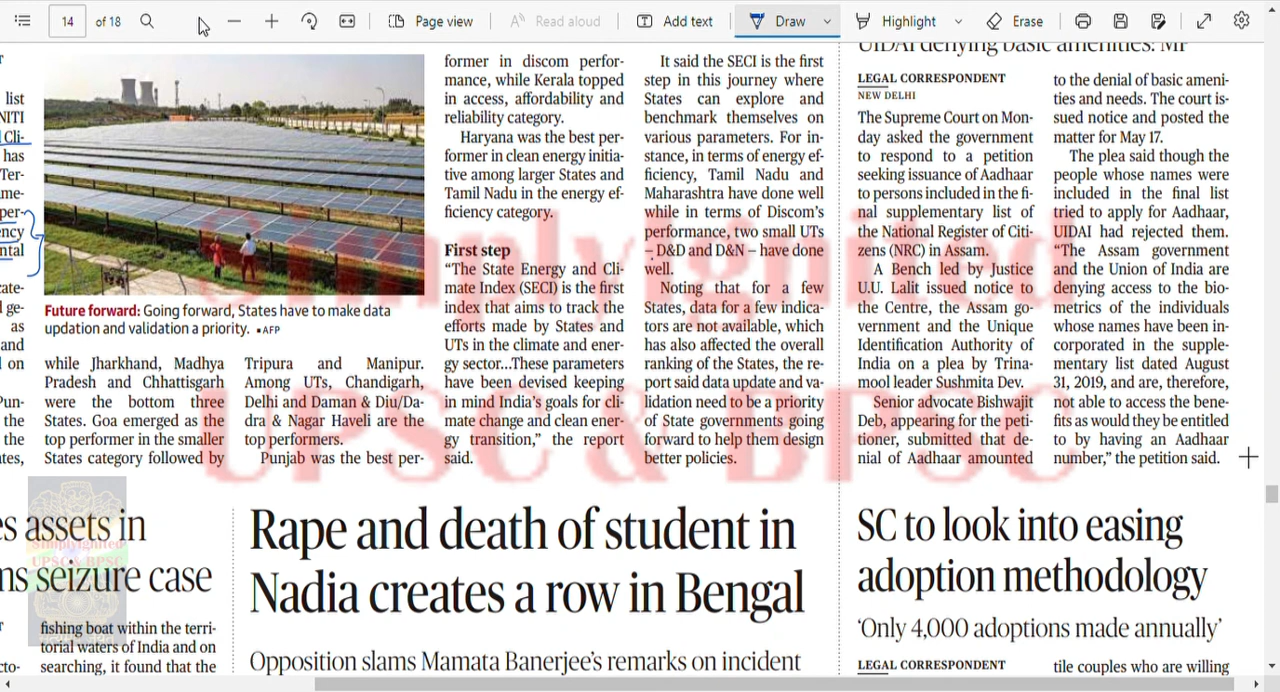 14 of 18 Page view Read aloud Add text Draw Highlight Erase
list
NITI
Cli-
has
Ter-
me-
per-
ency
ntal
cate-
ge-
as
and
on
Pun-
the
the
ates,
Future forward: Going forward, States have to make data
updation and validation a priority. ▪AFP
while Jharkhand, Madhya
Pradesh and Chhattisgarh
were the bottom three
States. Goa emerged as the
top performer in the smaller
States category followed by
Tripura and Manipur.
Among UTs, Chandigarh,
Delhi and Daman & Diu/Da-
dra & Nagar Haveli are the
top performers.
Punjab was the best per-
former in discom perfor-
mance, while Kerala topped
in access, affordability and
reliability category.
Haryana was the best per-
former in clean energy initia-
tive among larger States and
Tamil Nadu in the energy ef-
ficiency category.
First step
“The State Energy and Cli-
mate Index (SECI) is the first
index that aims to track the
efforts made by States and
UTs in the climate and ener-
gy sector...These parameters
have been devised keeping
in mind India’s goals for cli-
mate change and clean ener-
gy transition,” the report
said.
It said the SECI is the first
step in this journey where
States can explore and
benchmark themselves on
various parameters. For in-
stance, in terms of energy ef-
ficiency, Tamil Nadu and
Maharashtra have done well
while in terms of Discom’s
performance, two small UTs
– D&D and D&N – have done
well.
Noting that for a few
States, data for a few indica-
tors are not available, which
has also affected the overall
ranking of the States, the re-
port said data update and va-
lidation need to be a priority
of State governments going
forward to help them design
better policies.
UIDAI denying basic amenities: MP
LEGAL CORRESPONDENT
NEW DELHI
The Supreme Court on Mon-
day asked the government
to respond to a petition
seeking issuance of Aadhaar
to persons included in the fi-
nal supplementary list of
the National Register of Citi-
zens (NRC) in Assam.
A Bench led by Justice
U.U. Lalit issued notice to
the Centre, the Assam go-
vernment and the Unique
Identification Authority of
India on a plea by Trina-
mool leader Sushmita Dev.
Senior advocate Bishwajit
Deb, appearing for the peti-
tioner, submitted that de-
nial of Aadhaar amounted
to the denial of basic ameni-
ties and needs. The court is-
sued notice and posted the
matter for May 17.
The plea said though the
people whose names were
included in the final list
tried to apply for Aadhaar,
UIDAI had rejected them.
“The Assam government
and the Union of India are
denying access to the bio-
metrics of the individuals
whose names have been in-
corporated in the supple-
mentary list dated August
31, 2019, and are, therefore,
not able to access the bene-
fits as would they be entitled
to by having an Aadhaar
number,” the petition said.
SimplyIgnited
UPSC & BPSC
es assets in
ns seizure case
SimplyIgnited
UPSC & BPSC
fishing boat within the terri-
torial waters of India and on
searching, it found that the
Rape and death of student in
Nadia creates a row in Bengal
Opposition slams Mamata Banerjee’s remarks on incident
SC to look into easing
adoption methodology
‘Only 4,000 adoptions made annually’
LEGAL CORRESPONDENT
tile couples who are willing